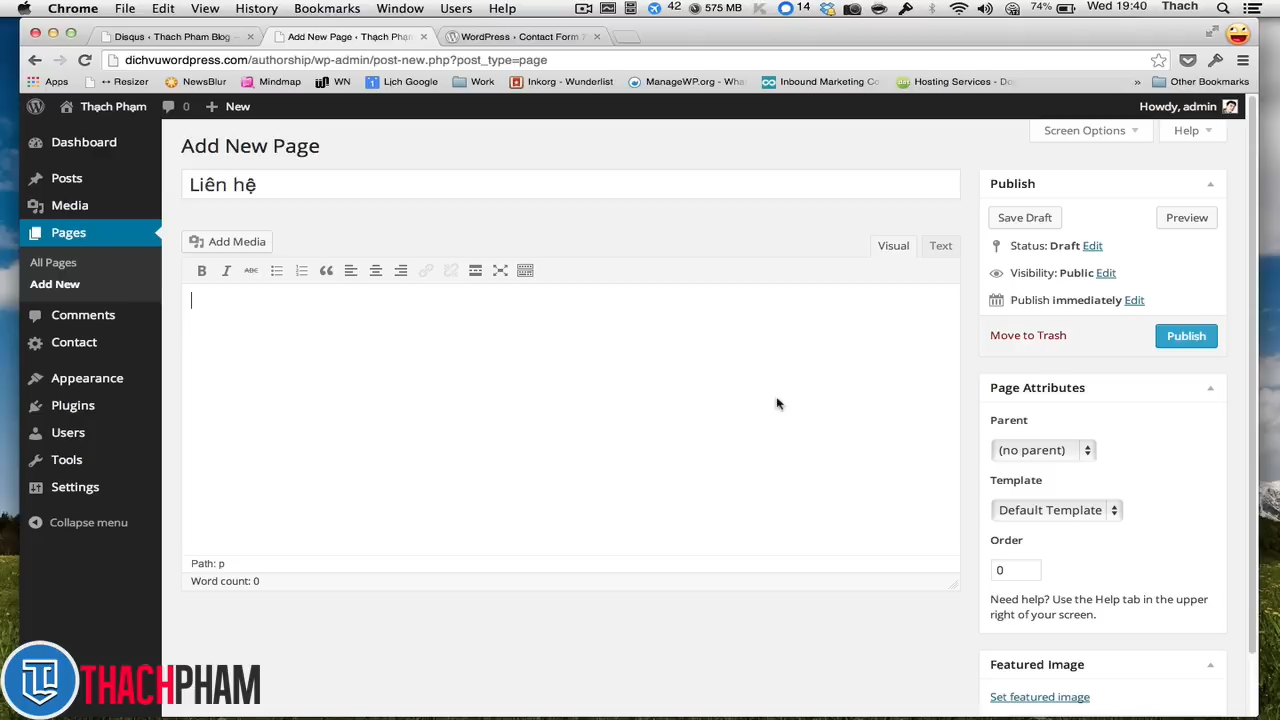 Chrome File Edit View History Bookmarks Window Users Help 42 575 MB 14 74% Wed 19:40 Thach
Disqus - Thach Pham Blog Add New Page ‹ Thạch Phạm WordPress › Contact Form 7
dichvuwordpress.com/authorship/wp-admin/post-new.php?post_type=page
Apps ↔ Resizer NewsBlur Mindmap WN Lịch Google Work Inkorg - Wunderlist ManageWP.org - Wha Inbound Marketing Co Hosting Services - Do » Other Bookmarks
Thạch Phạm 0 + New Howdy, admin
Dashboard
Posts
Media
Pages
All Pages
Add New
Comments
Contact
Appearance
Plugins
Users
Tools
Settings
Collapse menu
Screen Options Help
Add New Page
Liên hệ
Add Media Visual Text
B I ABC
Path: p
Word count: 0
Publish
Save Draft Preview
Status: Draft Edit
Visibility: Public Edit
Publish immediately Edit
Move to Trash Publish
Page Attributes
Parent
(no parent)
Template
Default Template
Order
0
Need help? Use the Help tab in the upper
right of your screen.
Featured Image
Set featured image
THACHPHAM